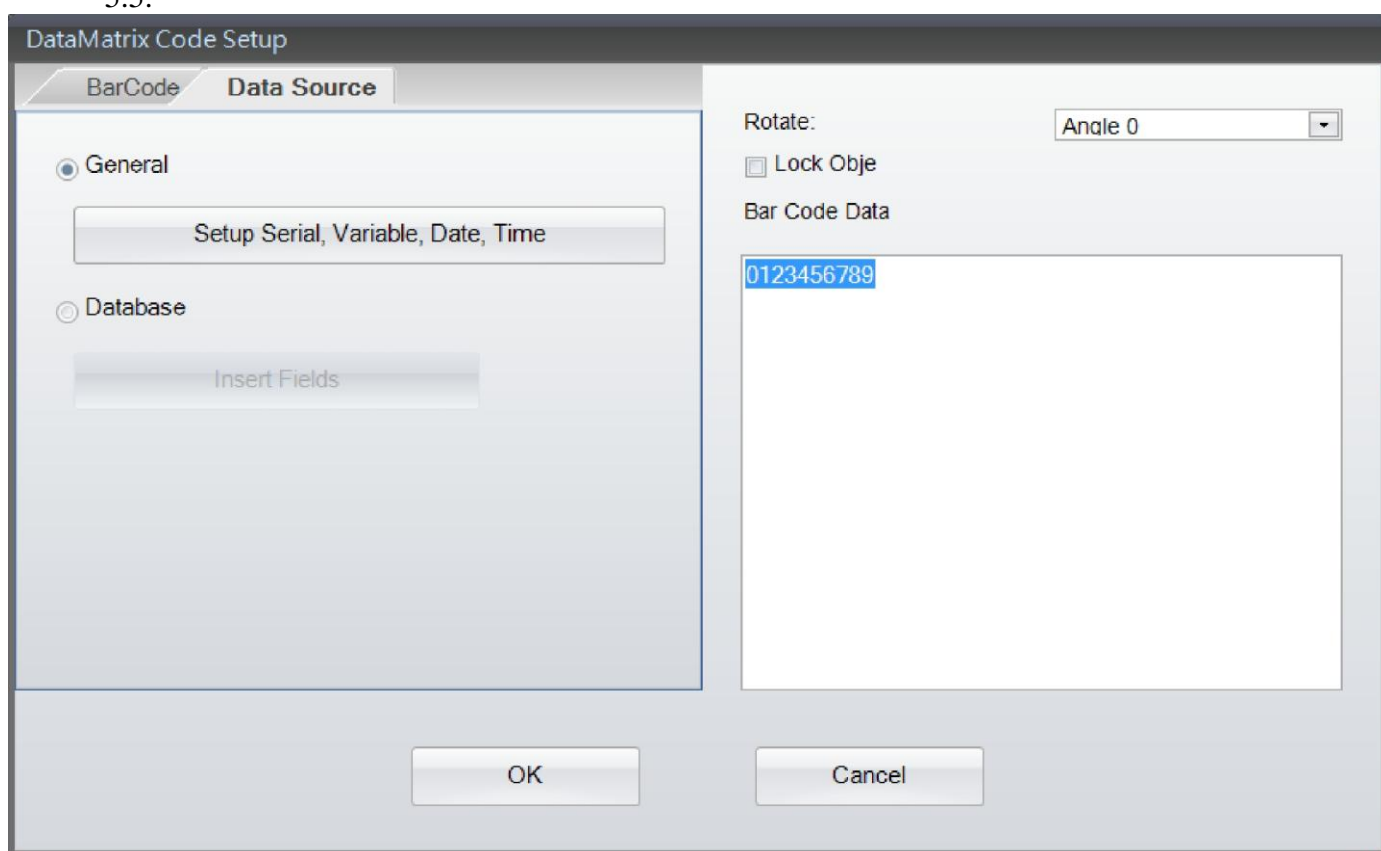 DataMatrix Code Setup
BarCode Data Source
General
Setup Serial, Variable, Date, Time
Database
Insert Fields
Rotate: Angle 0
Lock Obje
Bar Code Data
0123456789
OK Cancel